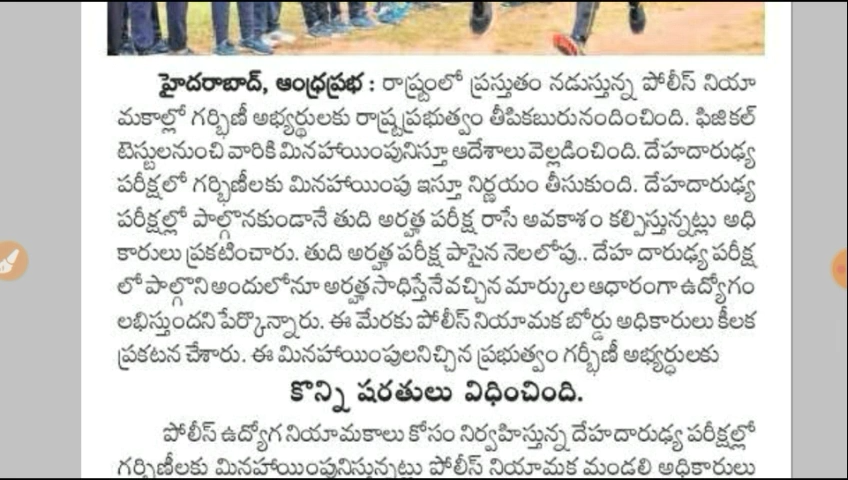 హైదరాబాద్, ఆంధ్రప్రభ : రాష్ట్రంలో ప్రస్తుతం నడుస్తున్న పోలీస్ నియా
మకాల్లో గర్భిణీ అభ్యర్థులకు రాష్ట్రప్రభుత్వం తీపికబురునందించింది. ఫిజికల్
టెస్టులనుంచి వారికి మినహాయింపునిస్తూ ఆదేశాలు వెల్లడించింది. దేహదారుఢ్య
పరీక్షలో గర్భిణీలకు మినహాయింపు ఇస్తూ నిర్ణయం తీసుకుంది. దేహదారుఢ్య
పరీక్షల్లో పాల్గొనకుండానే తుది అర్హత పరీక్ష రాసే అవకాశం కల్పిస్తున్నట్లు అధి
కారులు ప్రకటించారు. తుది అర్హత పరీక్ష పాసైన నెలలోపు.. దేహ దారుఢ్య పరీక్ష
లో పాల్గొని అందులోనూ అర్హత సాధిస్తేనే వచ్చిన మార్కుల ఆధారంగా ఉద్యోగం
లభిస్తుందని పేర్కొన్నారు. ఈ మేరకు పోలీస్ నియామక బోర్డు అధికారులు కీలక
ప్రకటన చేశారు. ఈ మినహాయింపులనిచ్చిన ప్రభుత్వం గర్భిణీ అభ్యర్థులకు
కొన్ని షరతులు విధించింది.
పోలీస్ ఉద్యోగ నియామకాలు కోసం నిర్వహిస్తున్న దేహదారుఢ్య పరీక్షల్లో
గర్భిణీలకు మినహాయింపునిస్తున్నట్లు పోలీస్ నియామక మండలి అధికారులు